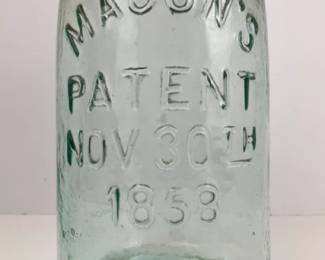 MASON'S
PATENT
NOV 30TH
1858